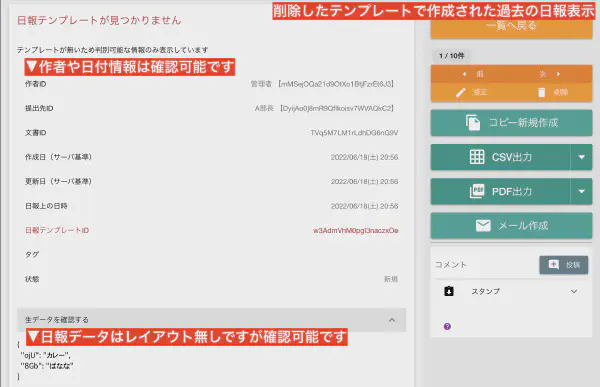 削除したテンプレートで作成された過去の日報表示
日報テンプレートが見つかりません
一覧へ戻る
テンプレートが無いため判別可能な情報のみ表示しています
▼作者や日付情報は確認可能です
作者ID
管理者
提出先ID
A部長
文書ID
作成日（サーバ基準）
2022/06/18(土) 20:56
更新日（サーバ基準）
2022/06/18(土) 20:56
日報上の日時
2022/06/18(土) 20:56
日報テンプレートID
タグ
状態
新規
生データを確認する
▼日報データはレイアウト無しですが確認可能です
{
"ojU": "カレー",
"8Gb": "ばなな"
}
1 / 10件
前
次
修正
削除
コピー新規作成
CSV出力
PDF出力
メール作成
コメント
投稿
スタンプ